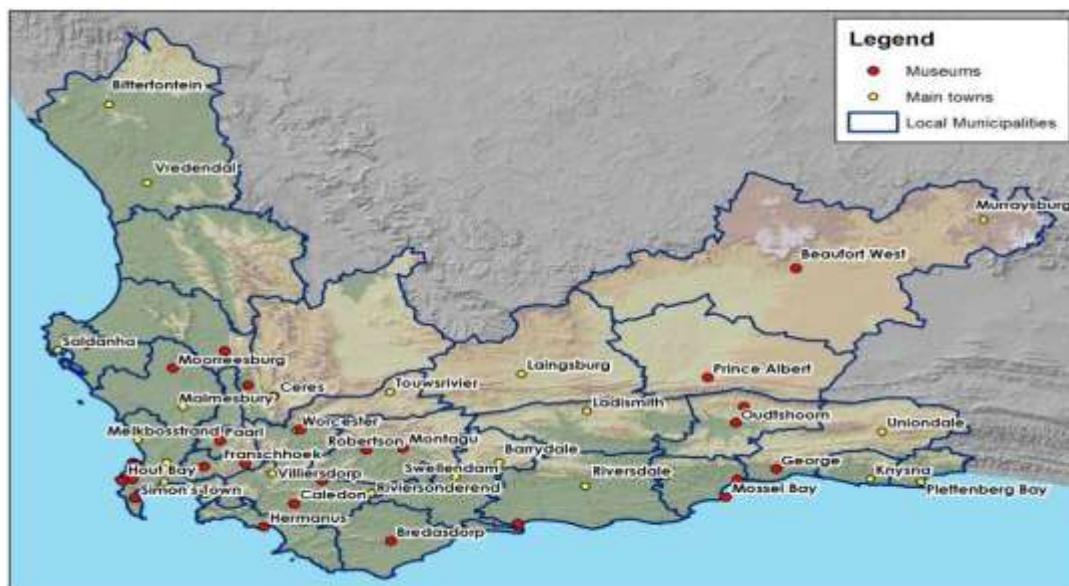 Legend
Museums
Main towns
Local Municipalities
Bitterfontein
Vredendal
Murraysburg
Beaufort West
Saldanha
Moorreesburg
Laingsburg
Prince Albert
Ceres
Touwsrivier
Malmesbury
Ladismith
Oudtshoorn
Worcester
Uniondale
Melkbosstrand
Paarl
Robertson
Montagu
Barrydale
Franschhoek
Hout Bay
Villiersdorp
Swellendam
Riversdale
George
Knysna
Simon's Town
Caledon
Riviersonderend
Mossel Bay
Plettenberg Bay
Hermanus
Bredasdorp